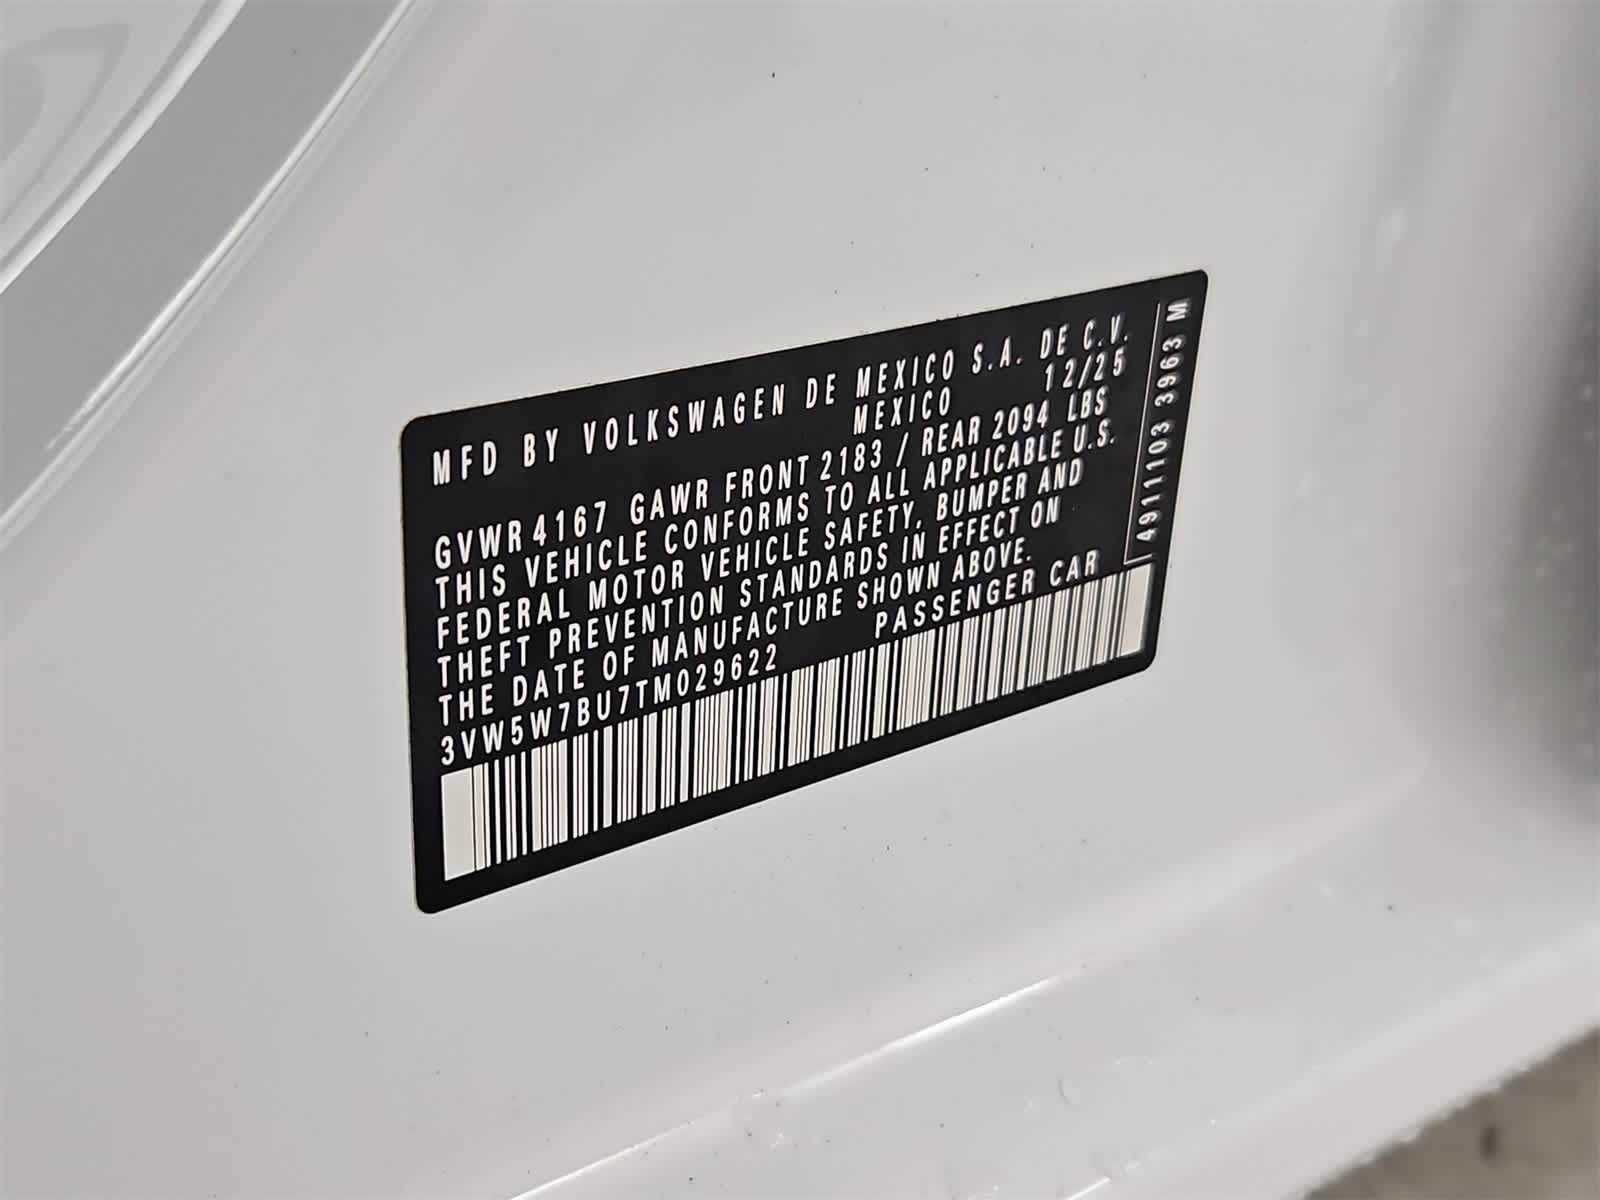 MFD BY VOLKSWAGEN DE MEXICO S.A. DE C.V.
MEXICO 12/25
GVWR 4167 GAWR FRONT 2183 / REAR 2094 LBS
THIS VEHICLE CONFORMS TO ALL APPLICABLE U.S.
FEDERAL MOTOR VEHICLE SAFETY, BUMPER AND
THEFT PREVENTION STANDARDS IN EFFECT ON
THE DATE OF MANUFACTURE SHOWN ABOVE.
3VW5W7BU7TM029622 PASSENGER CAR
4911103 3963 M